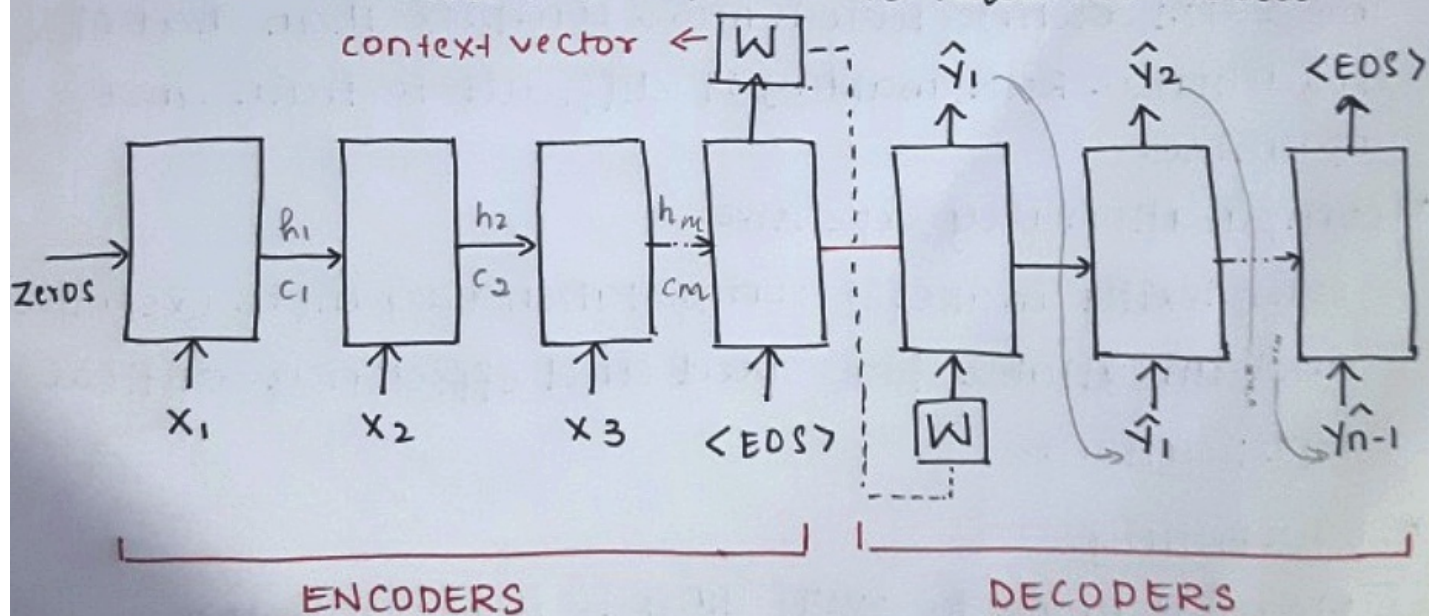 context vector ← W
ŷ1 ŷ2 <EOS>
h1 h2 hm
zeros c1 c2 cm
x1 x2 x3 <EOS> W ŷ1 ŷn-1
ENCODERS DECODERS